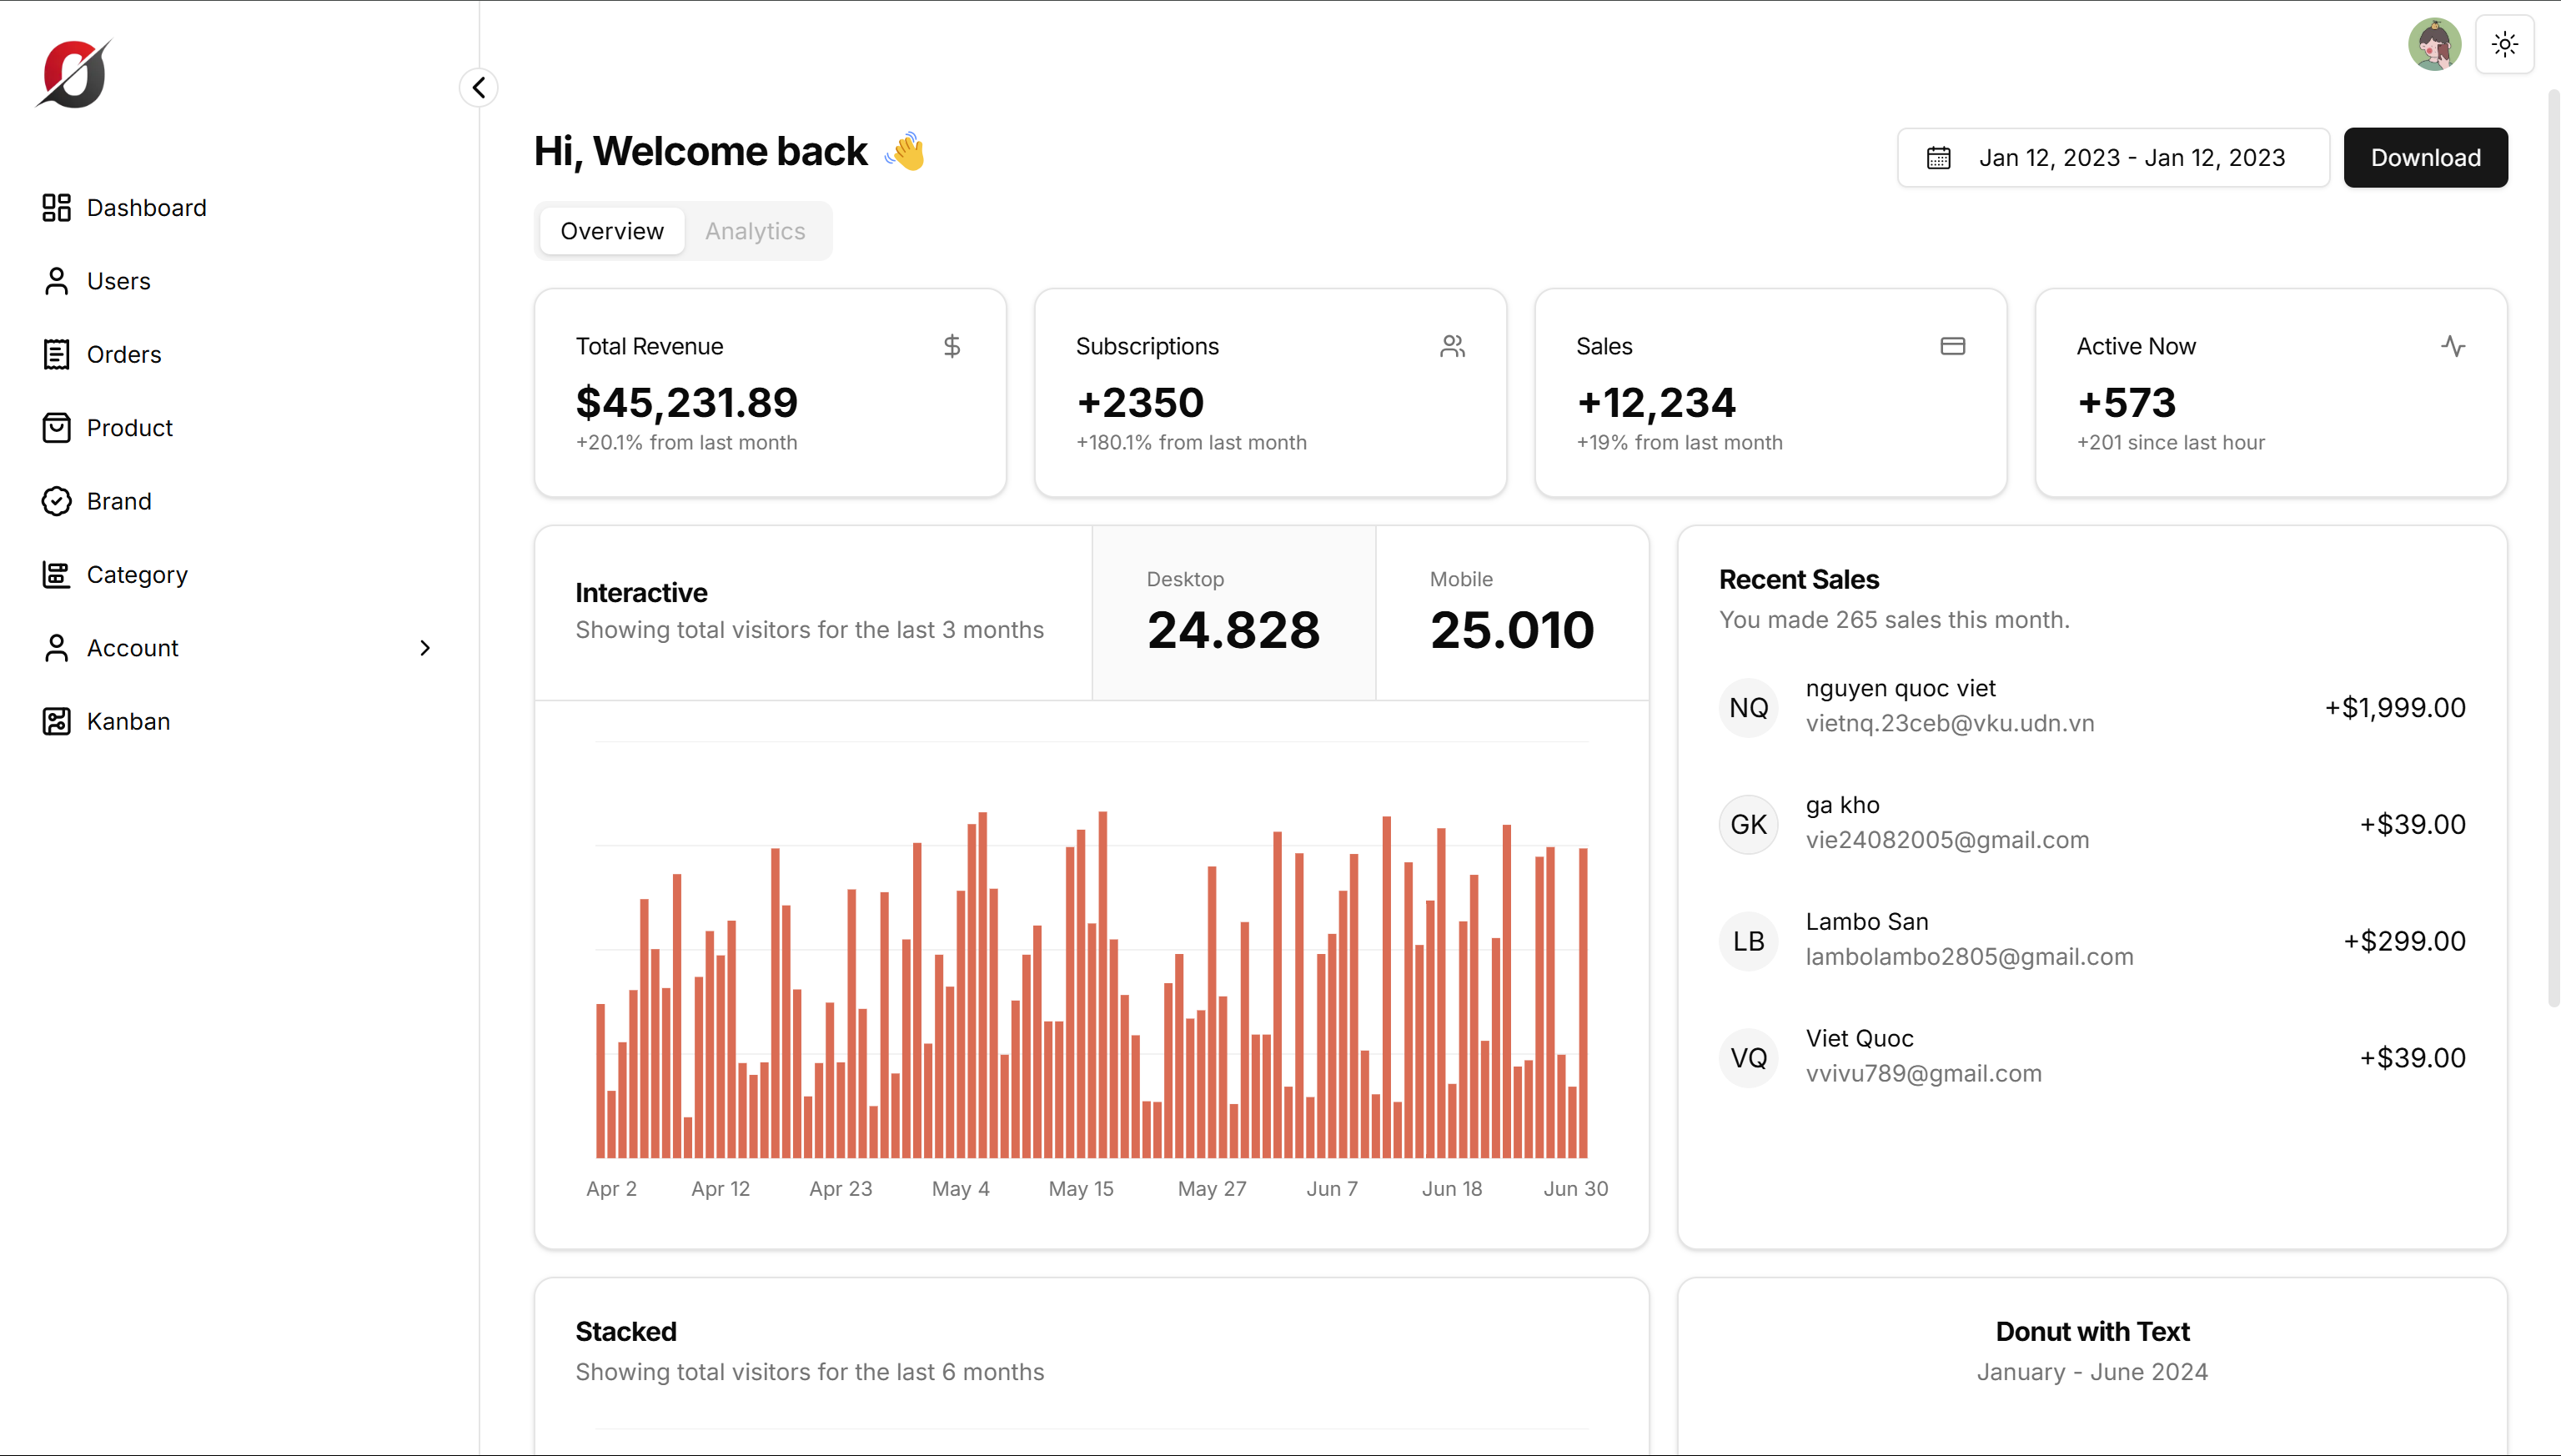 Dashboard
Users
Orders
Product
Brand
Category
Account
Kanban
Hi, Welcome back 👋
Jan 12, 2023 - Jan 12, 2023
Download
Overview
Analytics
Total Revenue
$45,231.89
+20.1% from last month
Subscriptions
+2350
+180.1% from last month
Sales
+12,234
+19% from last month
Active Now
+573
+201 since last hour
Interactive
Showing total visitors for the last 3 months
Desktop
24.828
Mobile
25.010
Apr 2
Apr 12
Apr 23
May 4
May 15
May 27
Jun 7
Jun 18
Jun 30
Recent Sales
You made 265 sales this month.
NQ
nguyen quoc viet
vietnq.23ceb@vku.udn.vn
+$1,999.00
GK
ga kho
vie24082005@gmail.com
+$39.00
LB
Lambo San
lambolambo2805@gmail.com
+$299.00
VQ
Viet Quoc
vvivu789@gmail.com
+$39.00
Stacked
Showing total visitors for the last 6 months
Donut with Text
January - June 2024